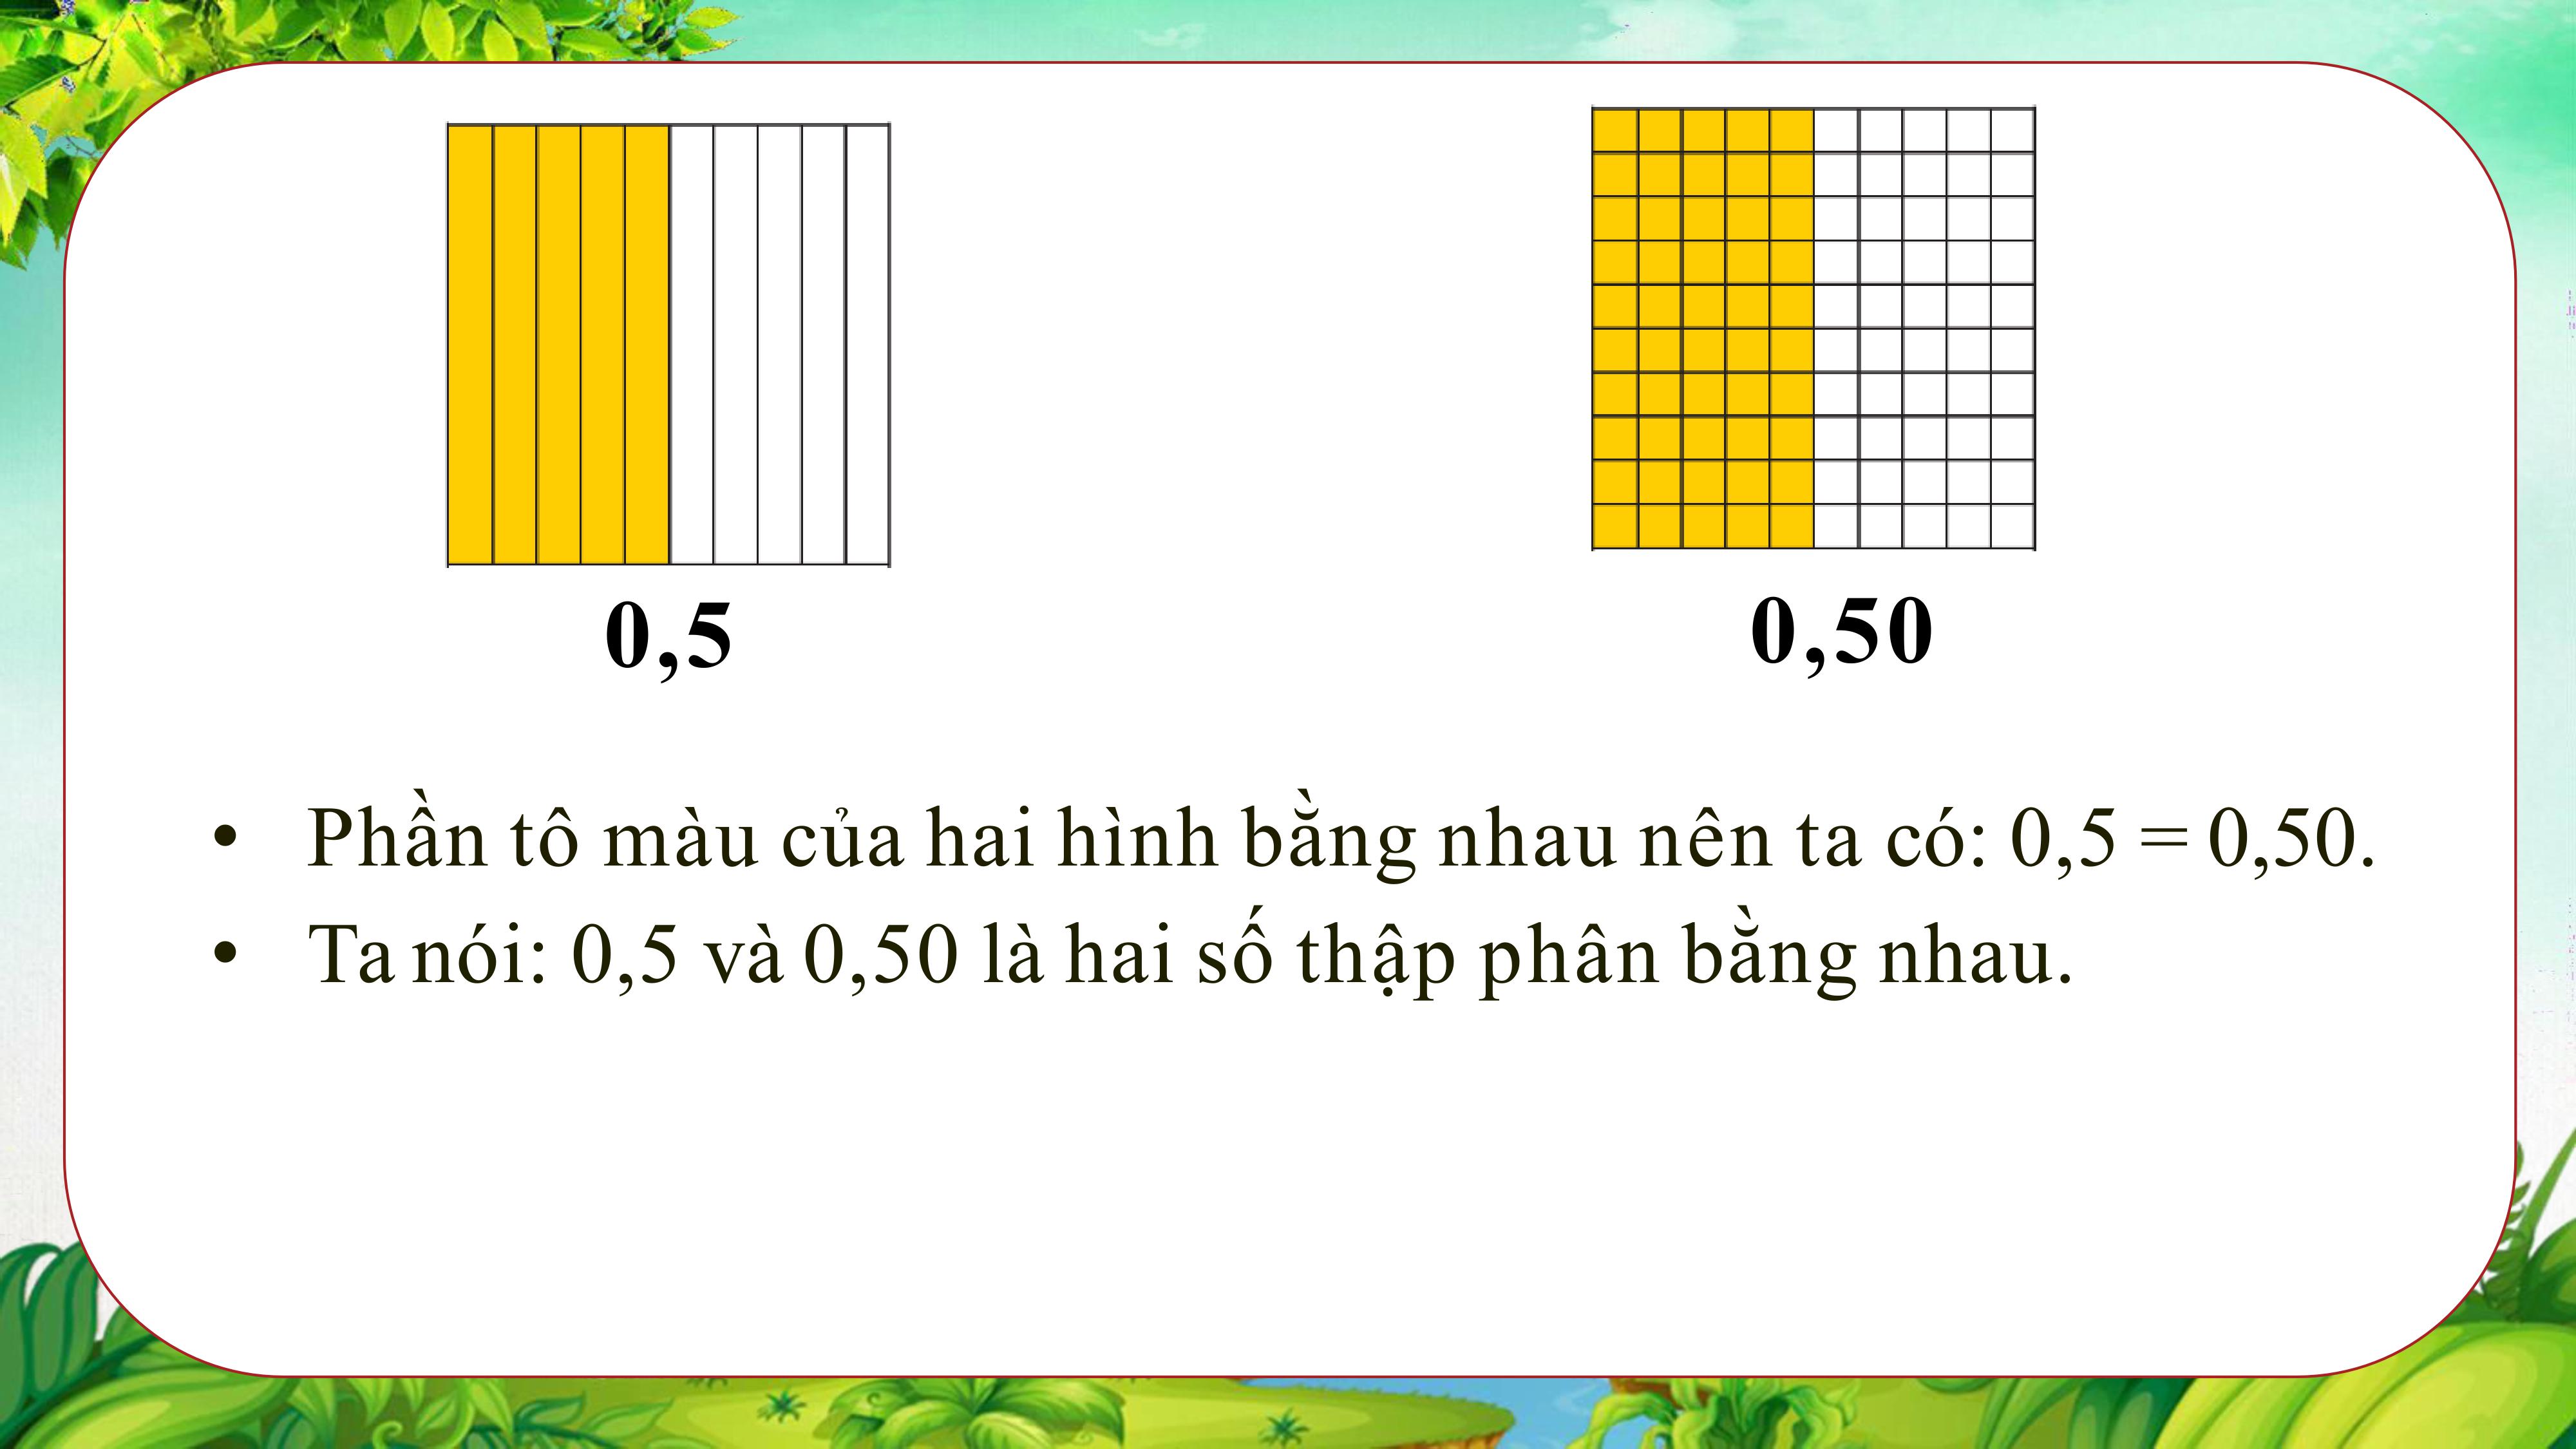 0,5
0,50
• Phần tô màu của hai hình bằng nhau nên ta có: 0,5 = 0,50.
• Ta nói: 0,5 và 0,50 là hai số thập phân bằng nhau.